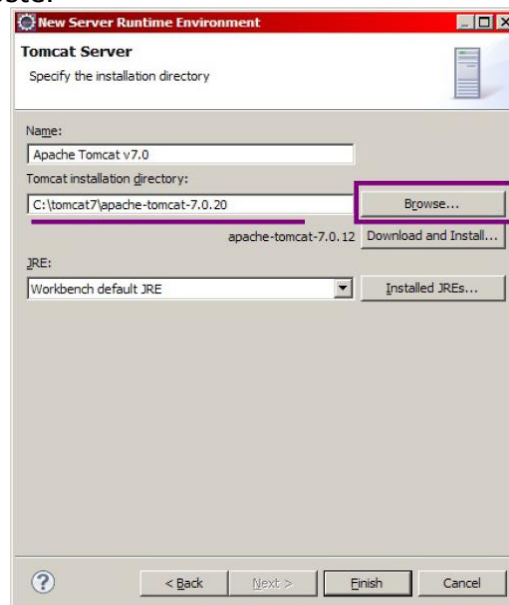 New Server Runtime Environment
Tomcat Server
Specify the installation directory
Name:
Apache Tomcat v7.0
Tomcat installation directory:
C:\tomcat7\apache-tomcat-7.0.20
Browse...
apache-tomcat-7.0.12 Download and Install...
JRE:
Workbench default JRE
Installed JREs...
? < Back Next > Finish Cancel